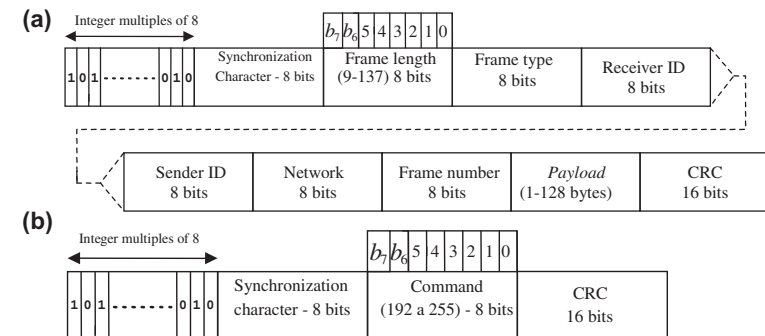 (a)
Integer multiples of 8
b7 b6 5 4 3 2 1 0
1 0 1 ------- 0 1 0
Synchronization
Character - 8 bits
Frame length
(9-137) 8 bits
Frame type
8 bits
Receiver ID
8 bits
Sender ID
8 bits
Network
8 bits
Frame number
8 bits
Payload
(1-128 bytes)
CRC
16 bits
(b)
Integer multiples of 8
b7 b6 5 4 3 2 1 0
1 0 1 ------- 0 1 0
Synchronization
character - 8 bits
Command
(192 a 255) - 8 bits
CRC
16 bits